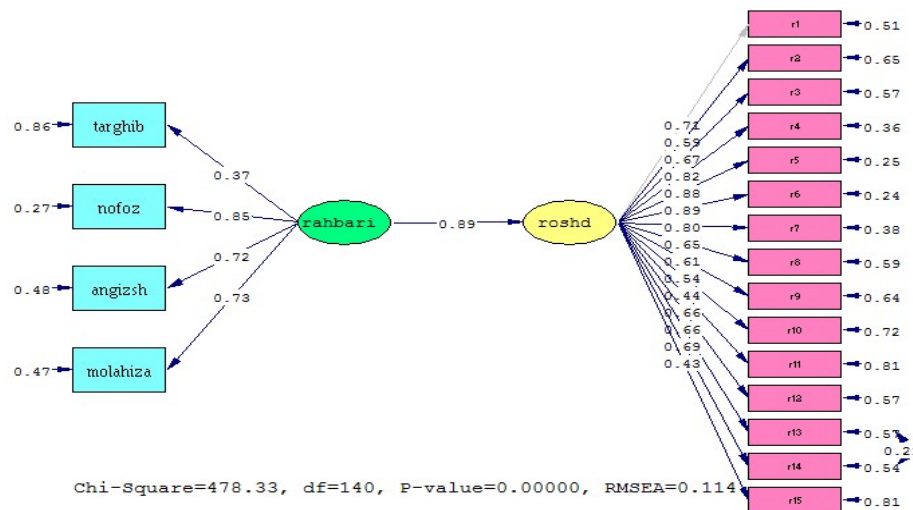 r1 0.51
r2 0.65
r3 0.57
r4 0.36
r5 0.25
r6 0.24
r7 0.38
r8 0.59
r9 0.64
r10 0.72
r11 0.81
r12 0.57
r13 0.57
r14 0.54
r15 0.81
0.86 targhib
0.27 nofoz
0.48 angizsh
0.47 molahiza
0.37
0.85
0.72
0.73
rahbari 0.89 roshd
0.71
0.59
0.67
0.82
0.88
0.89
0.80
0.65
0.61
0.54
0.44
0.66
0.66
0.69
0.43
Chi-Square=478.33, df=140, P-value=0.00000, RMSEA=0.114